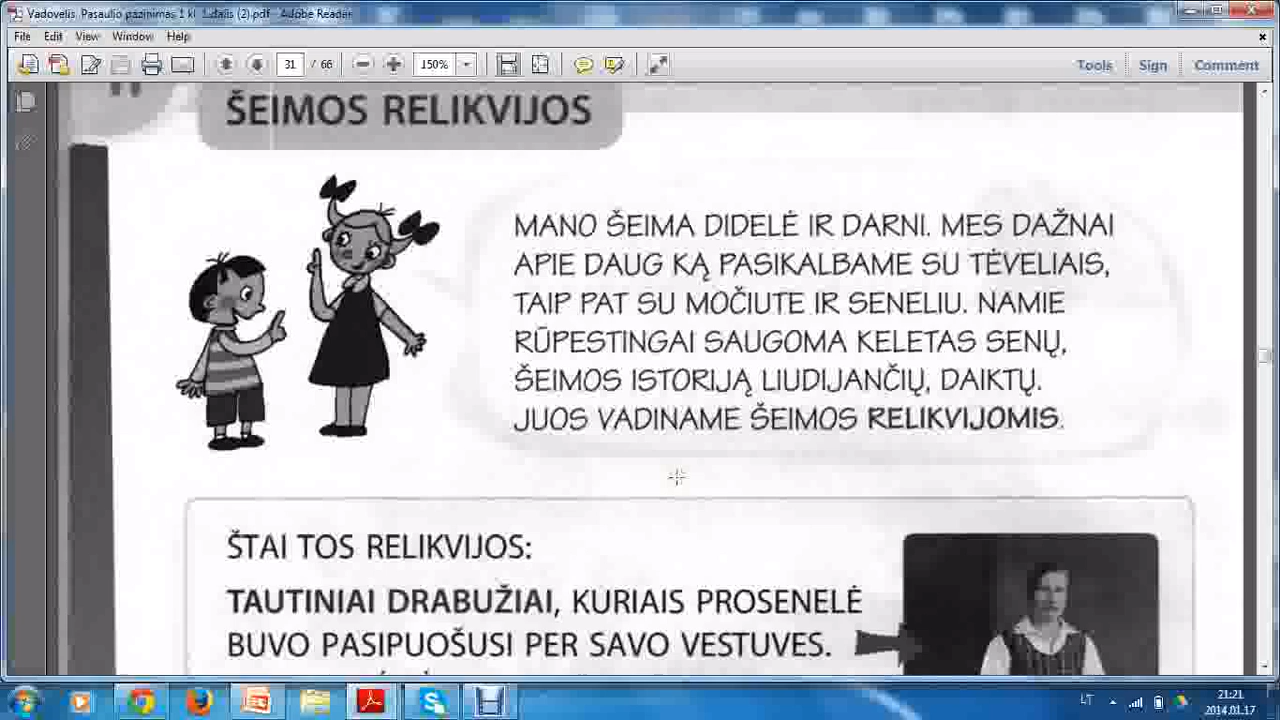 Vadovelis Pasaulio pazinimas 1 kl 1.dalis (2).pdf - Adobe Reader
File Edit View Window Help
31 / 66 150% Tools Sign Comment
ŠEIMOS RELIKVIJOS
MANO ŠEIMA DIDELĖ IR DARNI. MES DAŽNAI
APIE DAUG KĄ PASIKALBAME SU TĖVELIAIS,
TAIP PAT SU MOČIUTE IR SENELIU. NAMIE
RŪPESTINGAI SAUGOMA KELETAS SENŲ,
ŠEIMOS ISTORIJĄ LIUDIJANČIŲ, DAIKTŲ.
JUOS VADINAME ŠEIMOS RELIKVIJOMIS.
ŠTAI TOS RELIKVIJOS:
TAUTINIAI DRABUŽIAI, KURIAIS PROSENELĖ
BUVO PASIPUOŠUSI PER SAVO VESTUVES.
LT 21:21
2014.01.17